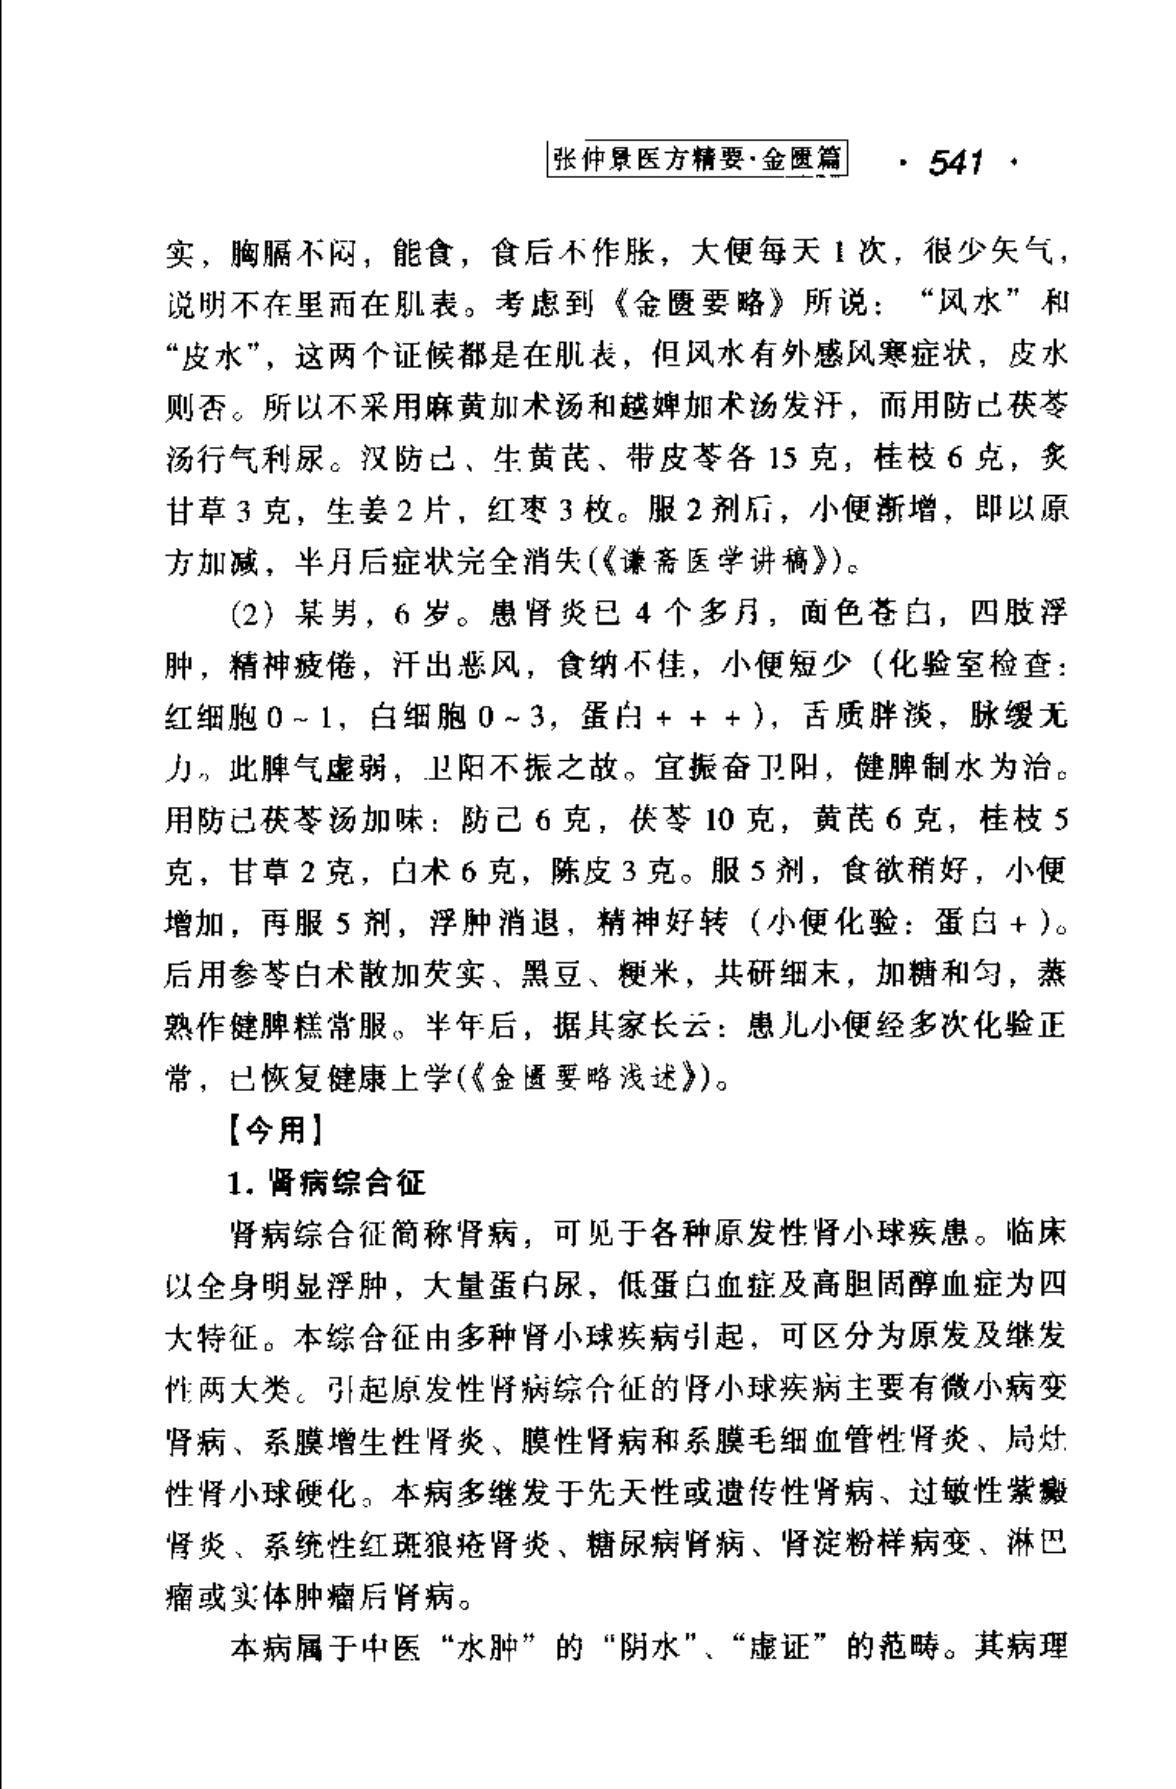 张仲景医方精要·金匮篇 · 541 ·
实，胸膈不闷，能食，食后不作胀，大便每天1次，很少矢气，
说明不在里而在肌表。考虑到《金匮要略》所说：“风水”和
“皮水”，这两个证候都是在肌表，但风水有外感风寒症状，皮水
则否。所以不采用麻黄加术汤和越婢加术汤发汗，而用防己茯苓
汤行气利尿。汉防己、生黄芪、带皮苓各15克，桂枝6克，炙
甘草3克，生姜2片，红枣3枚。服2剂后，小便渐增，即以原
方加减，半月后症状完全消失(《谦斋医学讲稿》)。
(2) 某男，6岁。患肾炎已4个多月，面色苍白，四肢浮
肿，精神疲倦，汗出恶风，食纳不佳，小便短少（化验室检查：
红细胞0～1，白细胞0～3，蛋白+++），舌质胖淡，脉缓无
力。此脾气虚弱，卫阳不振之故。宜振奋卫阳，健脾制水为治。
用防己茯苓汤加味：防己6克，茯苓10克，黄芪6克，桂枝5
克，甘草2克，白术6克，陈皮3克。服5剂，食欲稍好，小便
增加，再服5剂，浮肿消退，精神好转（小便化验：蛋白+）。
后用参苓白术散加芡实、黑豆、粳米，共研细末，加糖和匀，蒸
熟作健脾糕常服。半年后，据其家长云：患儿小便经多次化验正
常，已恢复健康上学(《金匮要略浅述》)。
【今用】
1. 肾病综合征
肾病综合征简称肾病，可见于各种原发性肾小球疾患。临床
以全身明显浮肿，大量蛋白尿，低蛋白血症及高胆固醇血症为四
大特征。本综合征由多种肾小球疾病引起，可区分为原发及继发
性两大类。引起原发性肾病综合征的肾小球疾病主要有微小病变
肾病、系膜增生性肾炎、膜性肾病和系膜毛细血管性肾炎、局灶
性肾小球硬化。本病多继发于先天性或遗传性肾病、过敏性紫癜
肾炎、系统性红斑狼疮肾炎、糖尿病肾病、肾淀粉样病变、淋巴
瘤或实体肿瘤后肾病。
本病属于中医“水肿”的“阴水”、“虚证”的范畴。其病理